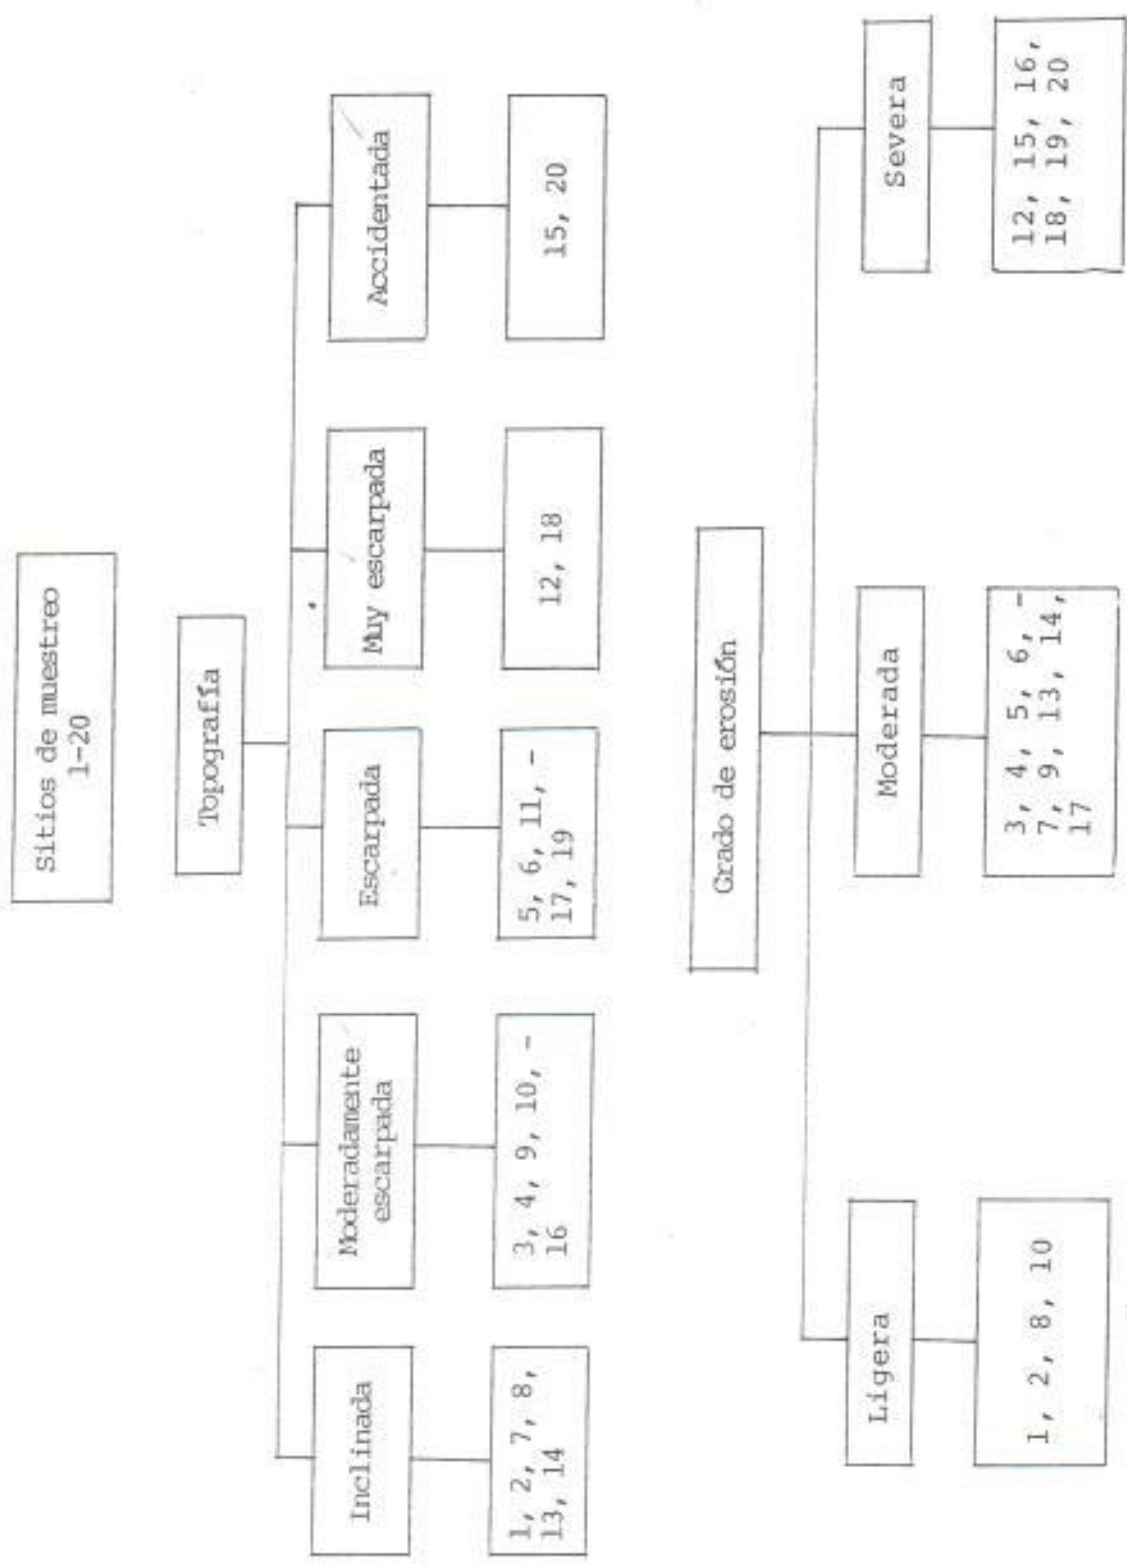 Sitios de muestreo
1-20
Topografía
Inclinada
Moderadamente
escarpada
Escarpada
Muy escarpada
Accidentada
1, 2, 7, 8,
13, 14
3, 4, 9, 10, -
16
5, 6, 11, -
17, 19
12, 18
15, 20
Grado de erosión
Ligera
Moderada
Severa
1, 2, 8, 10
3, 4, 5, 6, -
7, 9, 13, 14,
17
12, 15, 16,
18, 19, 20